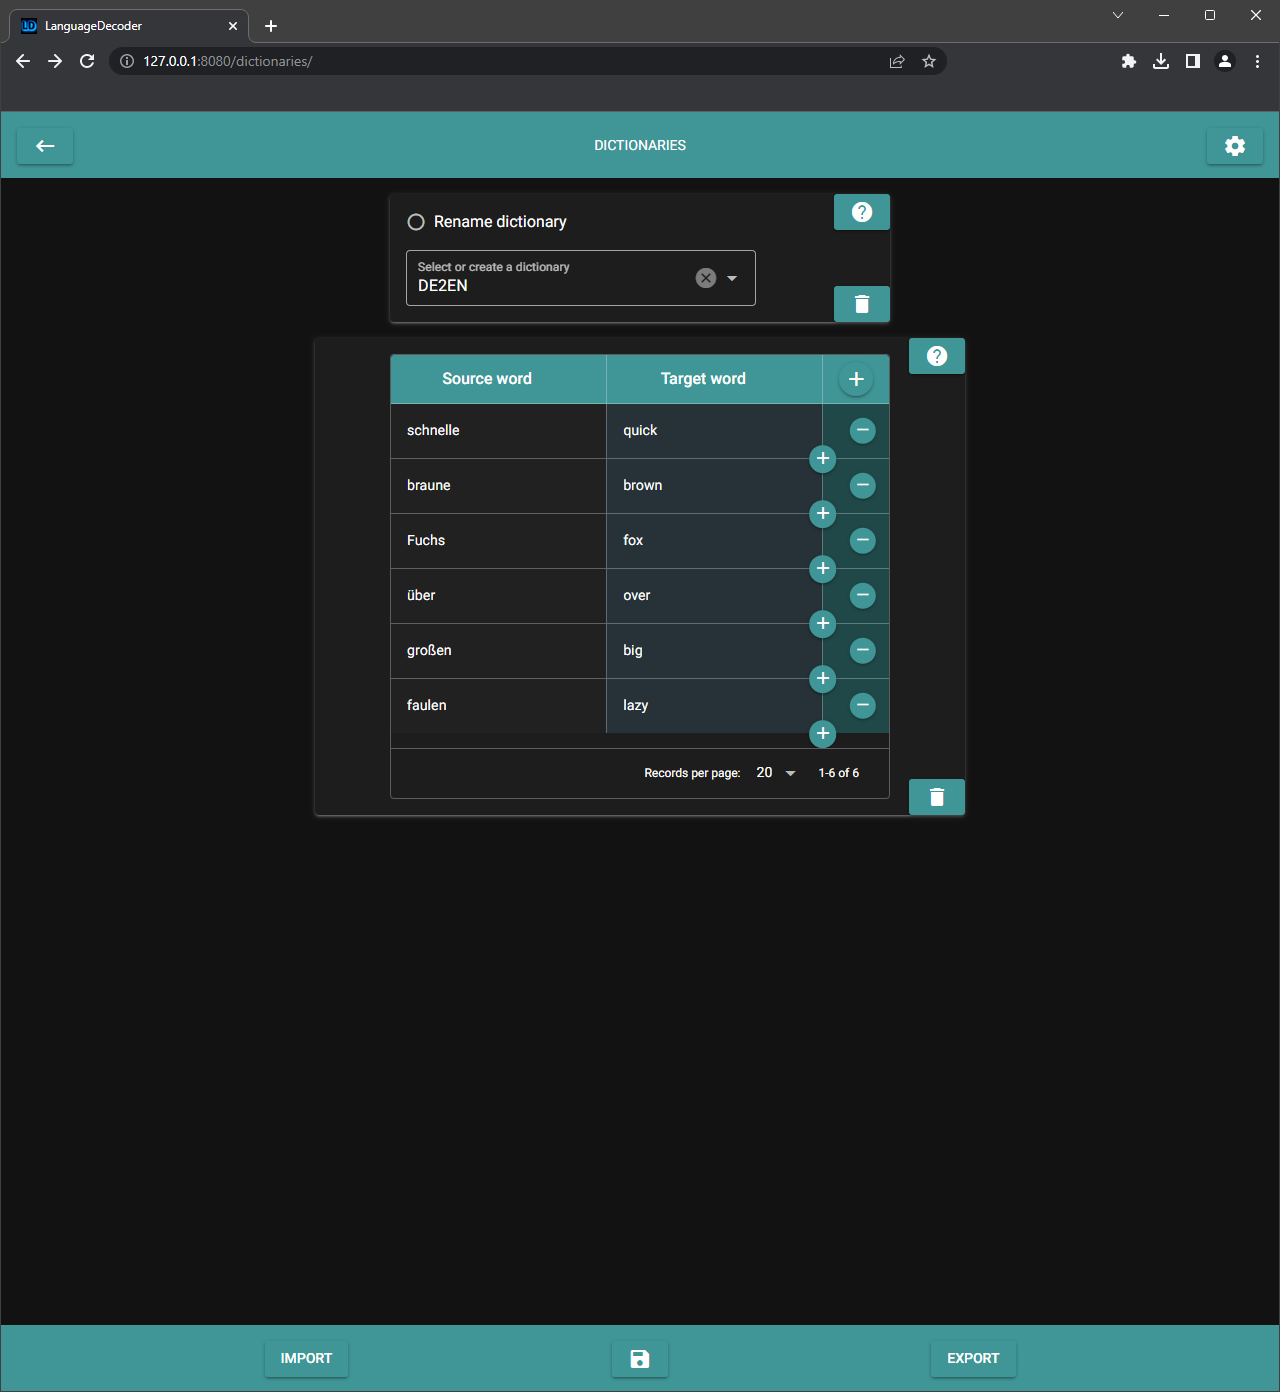 LD LanguageDecoder
127.0.0.1:8080/dictionaries/
DICTIONARIES
Rename dictionary
Select or create a dictionary
DE2EN
Source word Target word
schnelle quick
braune brown
Fuchs fox
über over
großen big
faulen lazy
Records per page: 20 1-6 of 6
IMPORT EXPORT